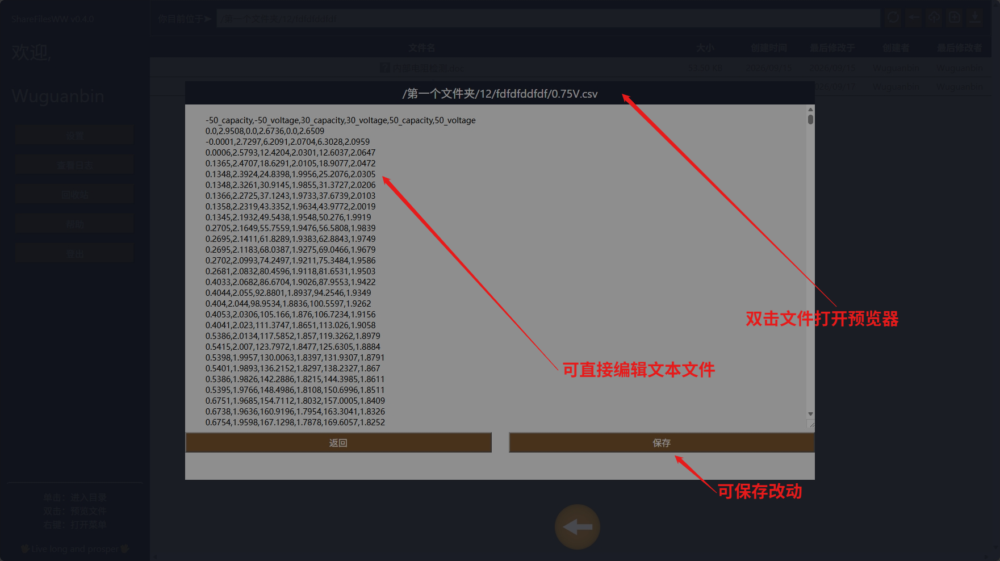 ShareFilesWW v0.4.0
欢迎,
Wuguanbin
设置
查看日志
回收站
帮助
登出
单击：进入目录
双击：预览文件
右键：打开菜单
Live long and prosper
你目前位于➤ /第一个文件夹/12/fdfdfddfdf
文件名 大小 创建时间 最后修改于 创建者 最后修改者
内部电阻检测.doc 53.50 KB 2026/09/15 2026/09/15 Wuguanbin Wuguanbin
026/09/17 Wuguanbin Wuguanbin
/第一个文件夹/12/fdfdfddfdf/0.75V.csv
-50_capacity,-50_voltage,30_capacity,30_voltage,50_capacity,50_voltage
0.0,2.9508,0.0,2.6736,0.0,2.6509
-0.0001,2.7297,6.2091,2.0704,6.3028,2.0959
0.0006,2.5793,12.4204,2.0301,12.6037,2.0647
0.1365,2.4707,18.6291,2.0105,18.9077,2.0472
0.1348,2.3924,24.8398,1.9956,25.2076,2.0305
0.1348,2.3261,30.9145,1.9855,31.3727,2.0206
0.1366,2.2725,37.1243,1.9733,37.6739,2.0103
0.1358,2.2319,43.3352,1.9634,43.9772,2.0019
0.1345,2.1932,49.5438,1.9548,50.276,1.9919
0.2705,2.1649,55.7559,1.9476,56.5808,1.9839
0.2695,2.1411,61.8289,1.9383,62.8843,1.9749
0.2695,2.1183,68.0387,1.9275,69.0466,1.9679
0.2702,2.0993,74.2497,1.9211,75.3484,1.9586
0.2681,2.0832,80.4596,1.9118,81.6531,1.9503
0.4033,2.0682,86.6704,1.9026,87.9553,1.9422
0.4044,2.055,92.8801,1.8937,94.2546,1.9349
0.404,2.044,98.9534,1.8836,100.5597,1.9262
0.4053,2.0306,105.166,1.876,106.7234,1.9156
0.4041,2.023,111.3747,1.8651,113.026,1.9058
0.5386,2.0134,117.5852,1.857,119.3262,1.8979
0.5415,2.007,123.7972,1.8477,125.6305,1.8884
0.5398,1.9957,130.0063,1.8397,131.9307,1.8791
0.5401,1.9893,136.2152,1.8297,138.2327,1.867
0.5386,1.9826,142.2886,1.8215,144.3985,1.8611
0.5395,1.9766,148.4986,1.8108,150.6996,1.8511
0.6751,1.9685,154.7112,1.8032,157.0005,1.8409
0.6738,1.9636,160.9196,1.7954,163.3041,1.8326
0.6754,1.9598,167.1298,1.7878,169.6057,1.8252
双击文件打开预览器
可直接编辑文本文件
返回
保存
可保存改动